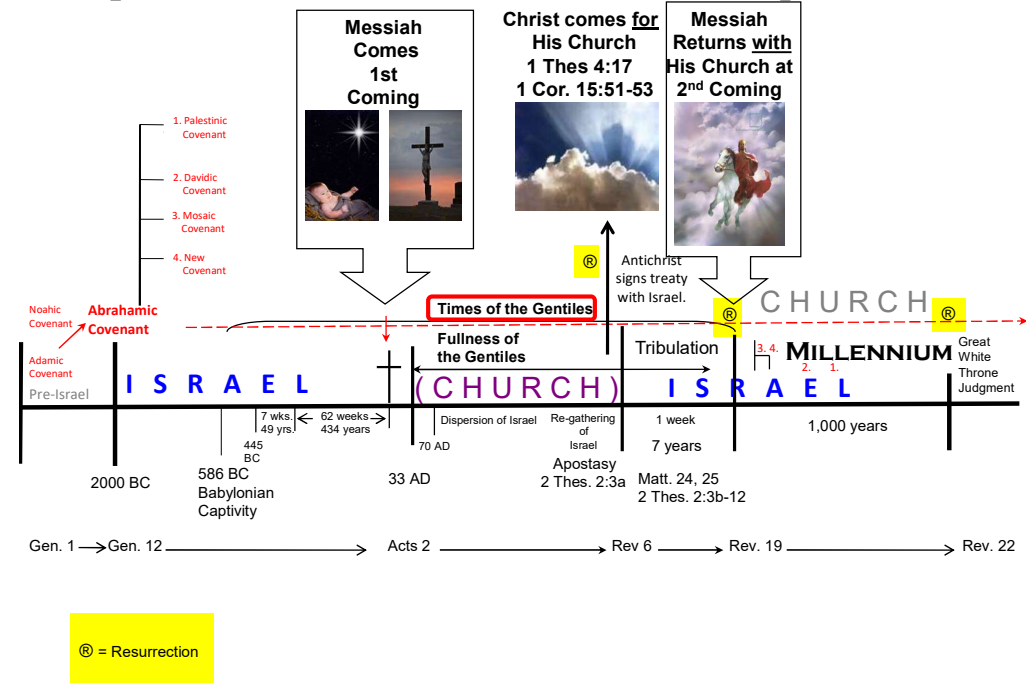 Messiah
Comes
1st
Coming
Christ comes for
His Church
1 Thes 4:17
1 Cor. 15:51-53
Messiah
Returns with
His Church at
2nd Coming
1. Palestinic
Covenant
2. Davidic
Covenant
3. Mosaic
Covenant
4. New
Covenant
Noahic
Covenant
Abrahamic
Covenant
Adamic
Covenant
Pre-Israel
®
Antichrist
signs treaty
with Israel.
Times of the Gentiles
®
CHURCH
®
Fullness of
the Gentiles
Tribulation
3. 4.
MILLENNIUM
2. 1.
Great
White
Throne
Judgment
ISRAEL
(CHURCH)
ISRAEL
7 wks.
49 yrs.
62 weeks
434 years
Dispersion of Israel
Re-gathering
of
Israel
1 week
7 years
1,000 years
445
BC
70 AD
2000 BC
586 BC
Babylonian
Captivity
33 AD
Apostasy
2 Thes. 2:3a
Matt. 24, 25
2 Thes. 2:3b-12
Gen. 1
Gen. 12
Acts 2
Rev 6
Rev. 19
Rev. 22
® = Resurrection